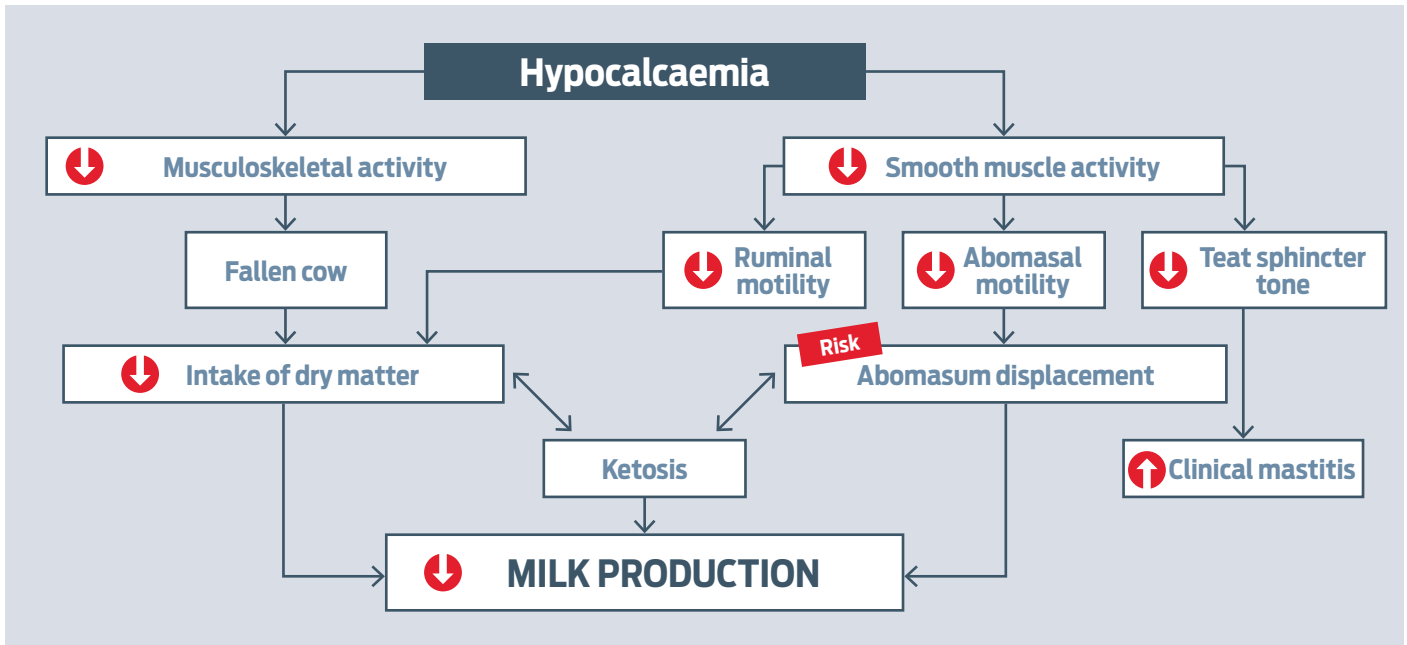 Hypocalcaemia
Musculoskeletal activity
Smooth muscle activity
Fallen cow
Ruminal
motility
Abomasal
motility
Teat sphincter
tone
Intake of dry matter
Risk
Abomasum displacement
Ketosis
Clinical mastitis
MILK PRODUCTION